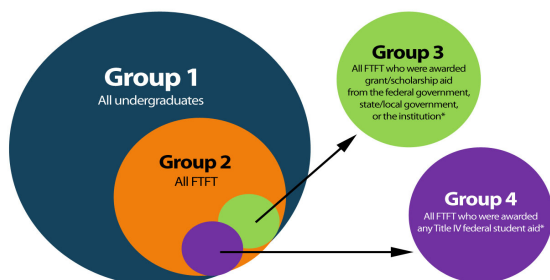 Group 1
All undergraduates
Group 2
All FTFT
Group 3
All FTFT who were awarded
grant/scholarship aid
from the federal government,
state/local government,
or the institution*
Group 4
All FTFT who were awarded
any Title IV federal student aid*